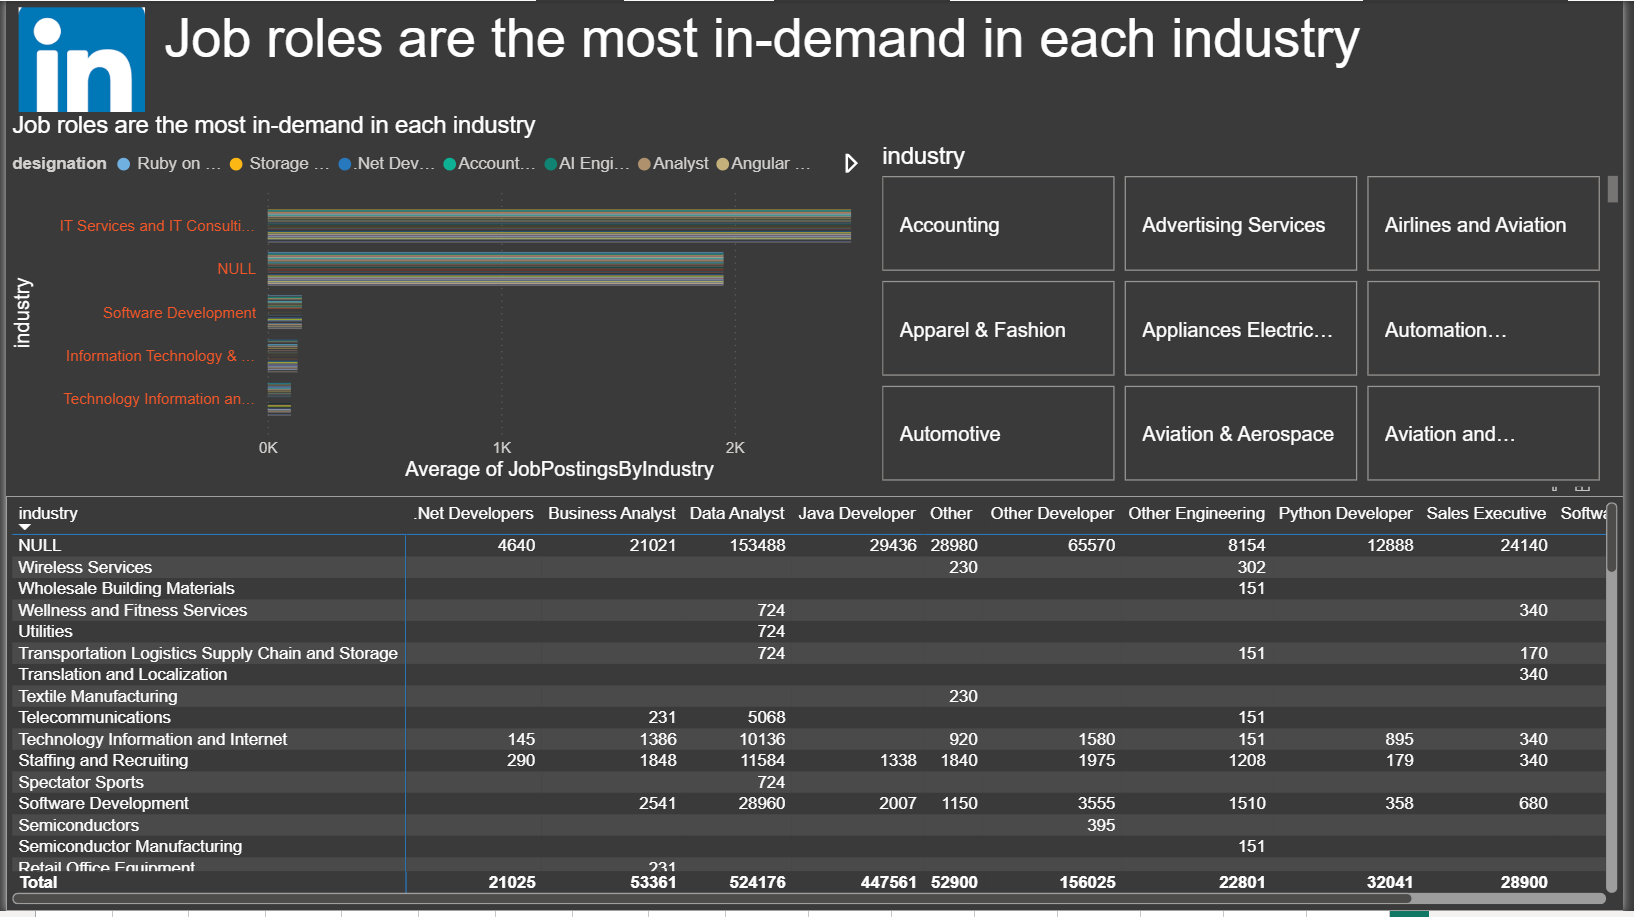 in
Job roles are the most in-demand in each industry
Job roles are the most in-demand in each industry
designation Ruby on ... Storage ... .Net Dev... Account... AI Engi... Analyst Angular ...
industry
IT Services and IT Consulti...
NULL
Software Development
Information Technology & ...
Technology Information an...
0K 1K 2K
Average of JobPostingsByIndustry
industry
Accounting Advertising Services Airlines and Aviation
Apparel & Fashion Appliances Electric... Automation...
Automotive Aviation & Aerospace Aviation and...
industry .Net Developers Business Analyst Data Analyst Java Developer Other Other Developer Other Engineering Python Developer Sales Executive Softwa
NULL 4640 21021 153488 29436 28980 65570 8154 12888 24140
Wireless Services 230 302
Wholesale Building Materials 151
Wellness and Fitness Services 724 340
Utilities 724
Transportation Logistics Supply Chain and Storage 724 151 170
Translation and Localization 340
Textile Manufacturing 230
Telecommunications 231 5068 151
Technology Information and Internet 145 1386 10136 920 1580 151 895 340
Staffing and Recruiting 290 1848 11584 1338 1840 1975 1208 179 340
Spectator Sports 724
Software Development 2541 28960 2007 1150 3555 1510 358 680
Semiconductors 395
Semiconductor Manufacturing 151
Retail Office Equipment 231
Total 21025 53361 524176 447561 52900 156025 22801 32041 28900